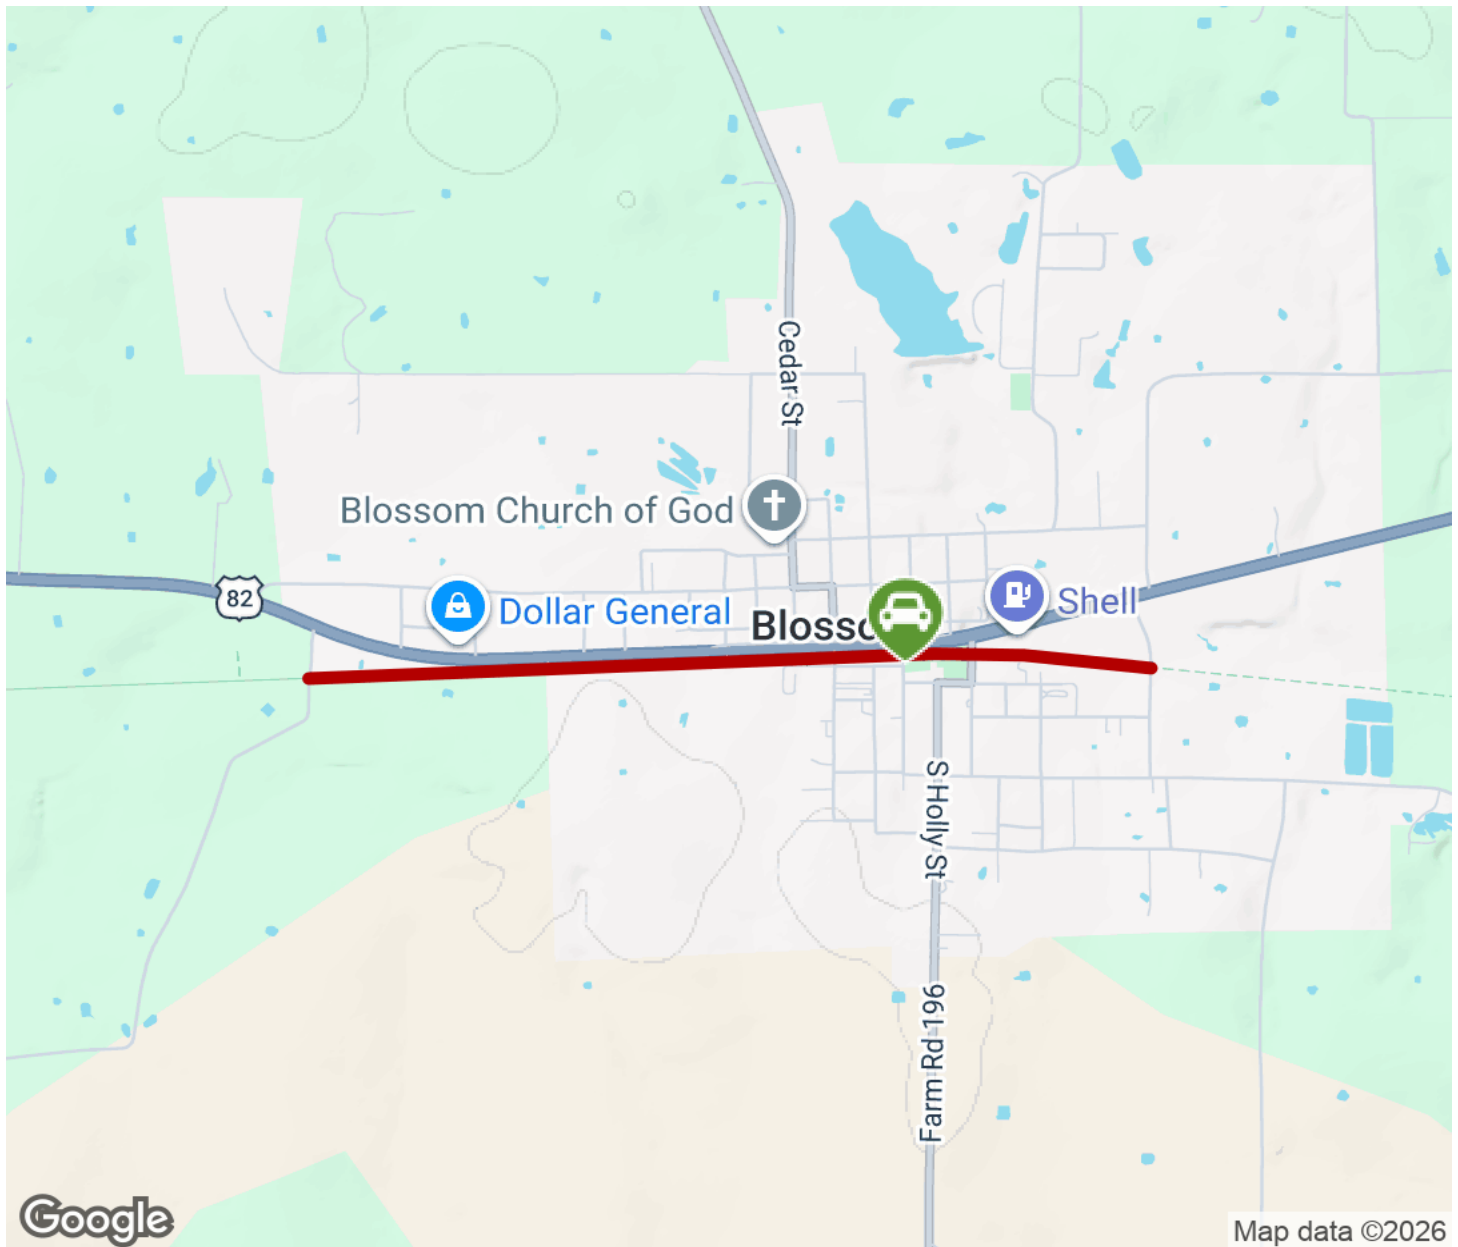 Cedar St
Blossom Church of God
82
Dollar General
Shell
Blosso
S Holly St
Farm Rd 196
Google
Map data ©2026